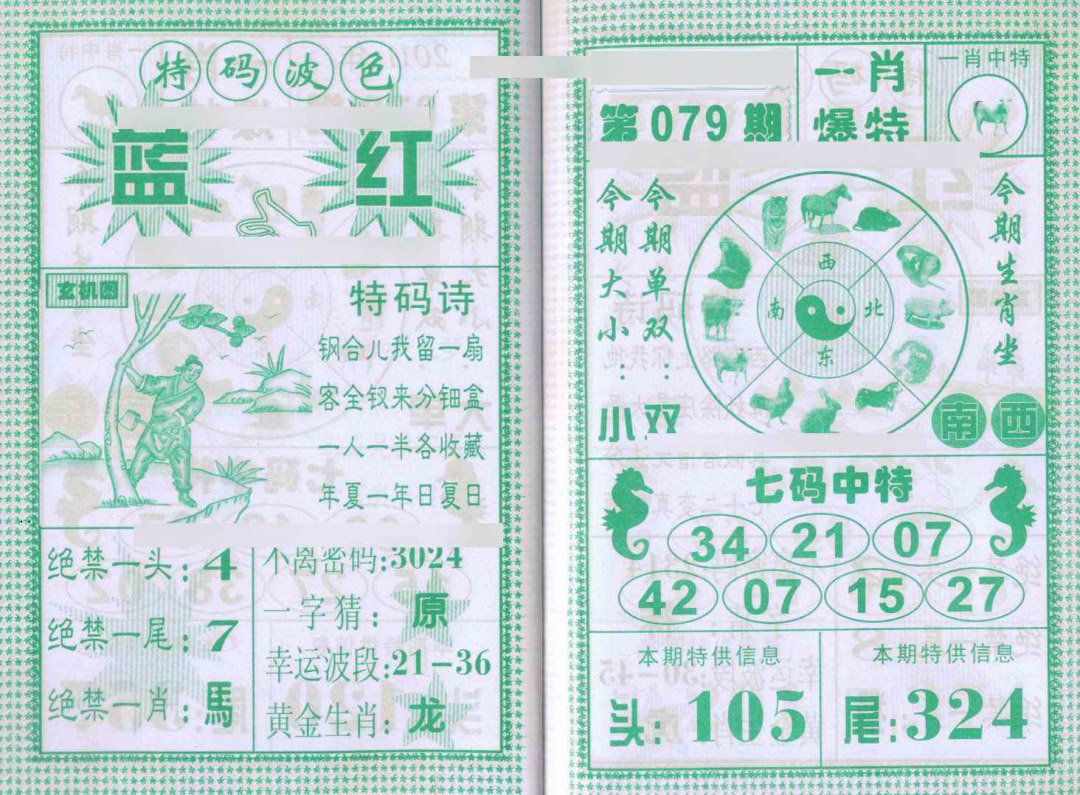 特码波色
蓝 红
玄机图
特码诗
钢合儿我留一扇
客全钗来分钿盒
一人一半各收藏
年夏一年日复日
绝禁一头:4
绝禁一尾:7
绝禁一肖:馬
不离密码:3024
一字猜:原
幸运波段:21-36
黄金生肖:龙
第079期
一肖
爆特
一肖中特
今期大小:小
今期单双:双
西
南 北
东
今期生肖坐
南西
七码中特
34 21 07
42 07 15 27
本期特供信息
头:105
本期特供信息
尾:324